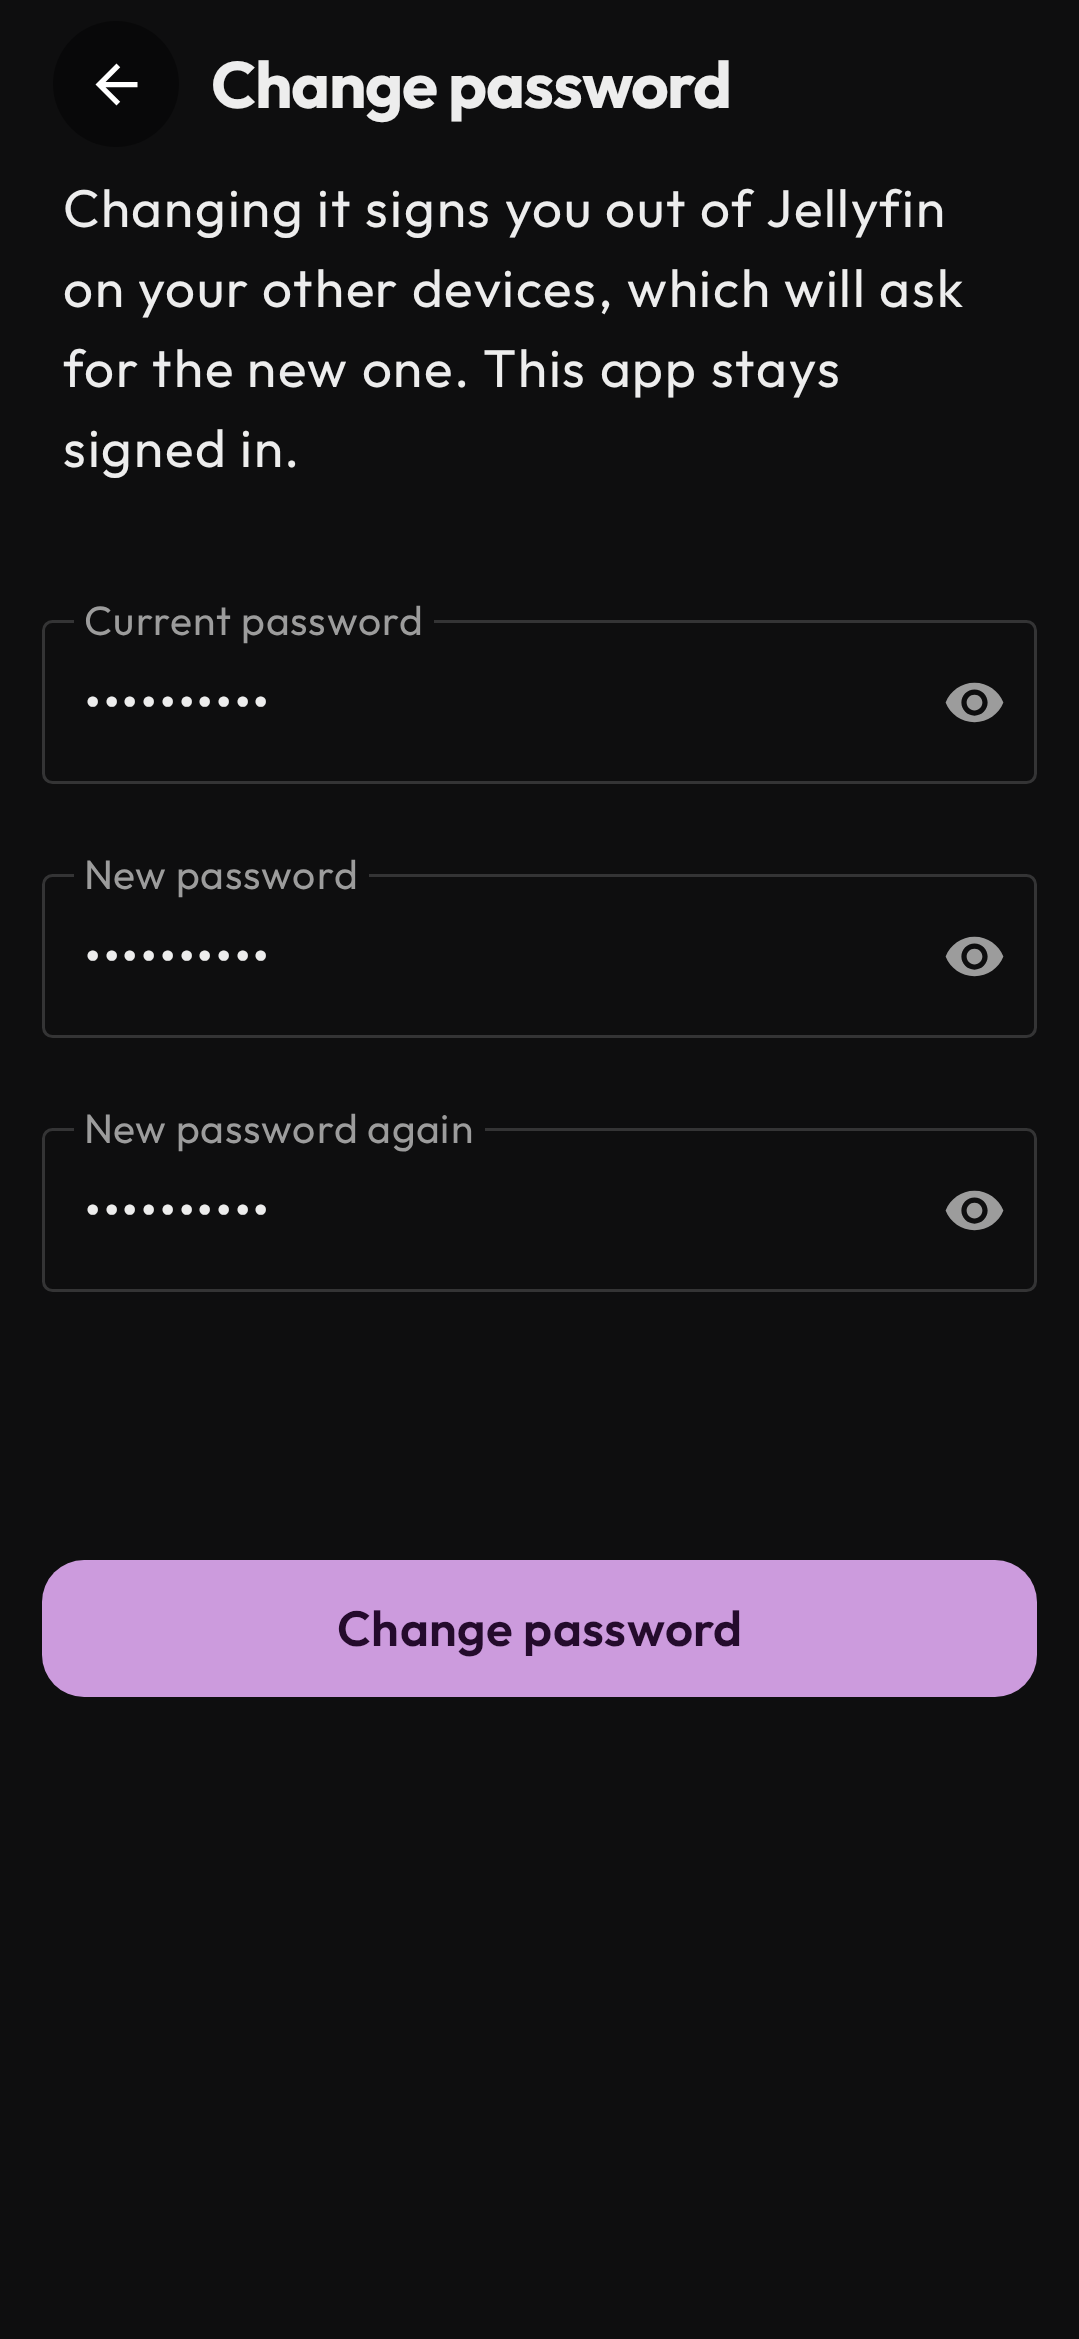 Change password
Changing it signs you out of Jellyfin
on your other devices, which will ask
for the new one. This app stays
signed in.
Current password
••••••••••
New password
••••••••••
New password again
••••••••••
Change password